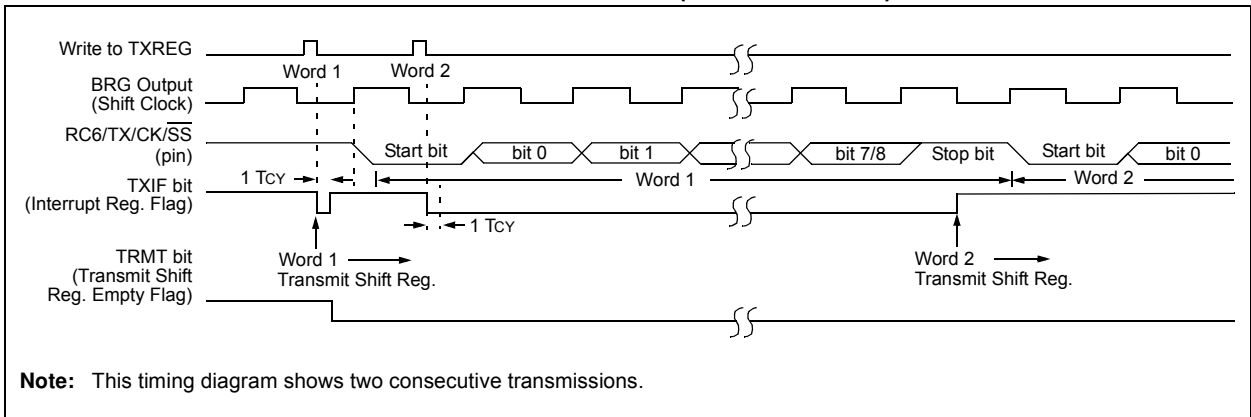 Write to TXREG
Word 1
Word 2
BRG Output
(Shift Clock)
RC6/TX/CK/SS
(pin)
Start bit
bit 0
bit 1
bit 7/8
Stop bit
Start bit
bit 0
1 TCY
Word 1
Word 2
TXIF bit
(Interrupt Reg. Flag)
1 TCY
TRMT bit
(Transmit Shift
Reg. Empty Flag)
Word 1
Transmit Shift Reg.
Word 2
Transmit Shift Reg.
Note: This timing diagram shows two consecutive transmissions.